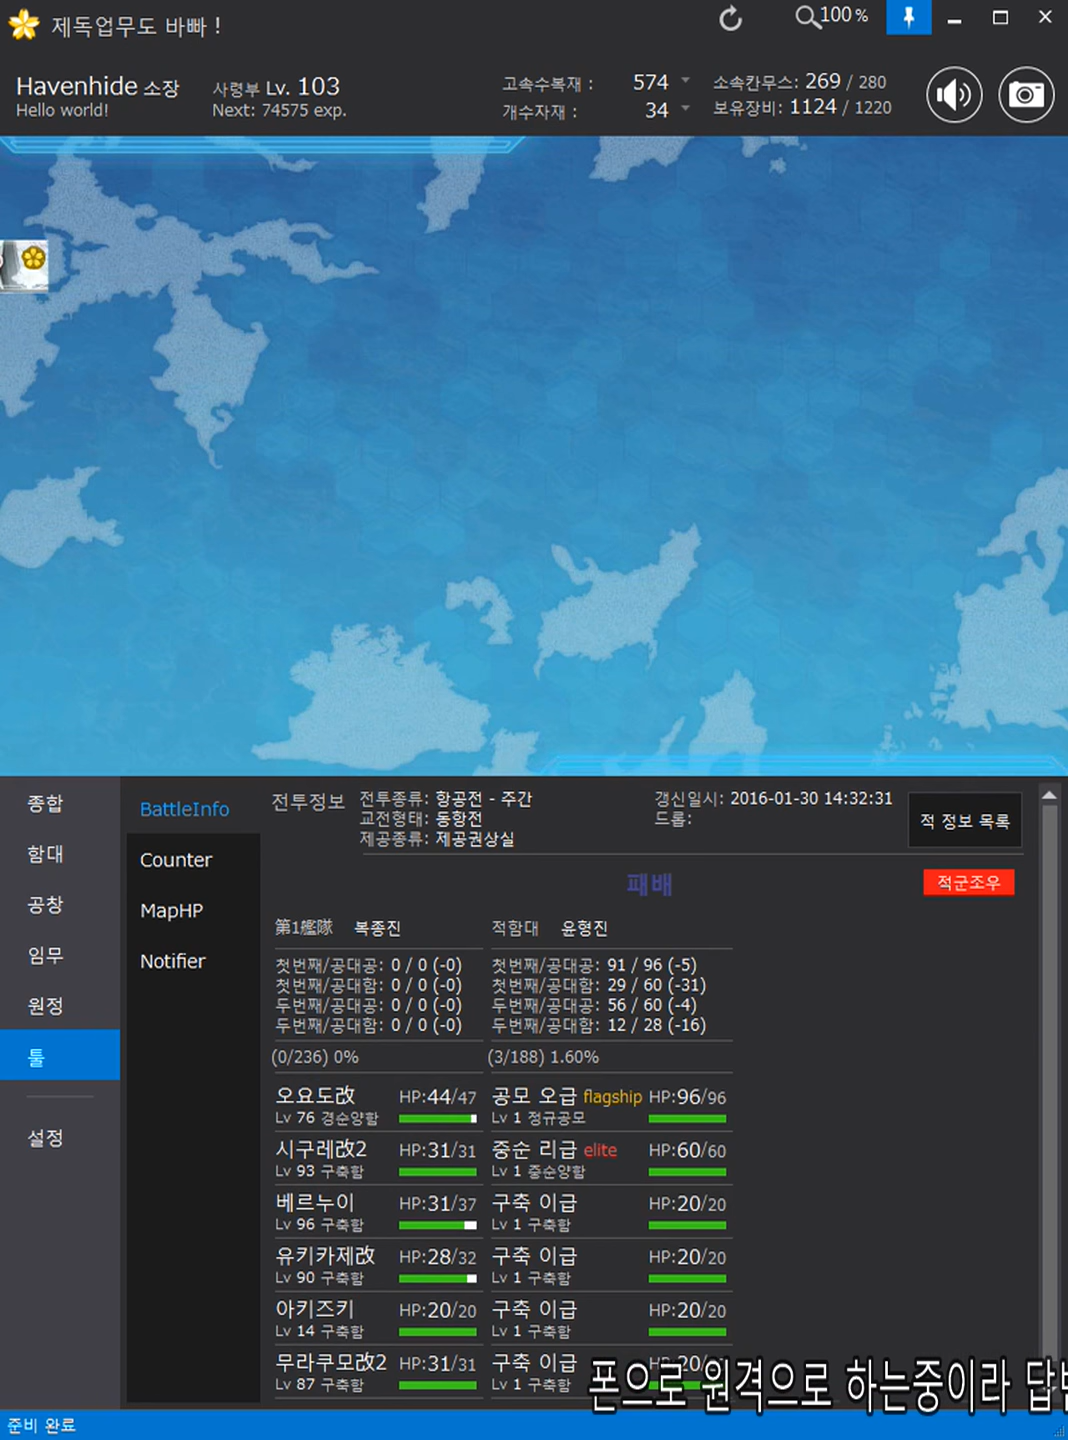 제독업무도 바빠 !
100 %
Havenhide 소장
Hello world!
사령부 Lv. 103
Next: 74575 exp.
고속수복재 : 574
개수자재 : 34
소속칸무스: 269 / 280
보유장비: 1124 / 1220
종합
함대
공창
임무
원정
툴
설정
BattleInfo
Counter
MapHP
Notifier
전투정보
전투종류: 항공전 - 주간
교전형태: 동항전
제공종류: 제공권상실
갱신일시: 2016-01-30 14:32:31
드롭:
적 정보 목록
패배
적군조우
第1艦隊 복종진
첫번째/공대공: 0 / 0 (-0)
첫번째/공대함: 0 / 0 (-0)
두번째/공대공: 0 / 0 (-0)
두번째/공대함: 0 / 0 (-0)
(0/236) 0%
오요도改 HP:44/47
Lv 76 경순양함
시구레改2 HP:31/31
Lv 93 구축함
베르누이 HP:31/37
Lv 96 구축함
유키카제改 HP:28/32
Lv 90 구축함
아키즈키 HP:20/20
Lv 14 구축함
무라쿠모改2 HP:31/31
Lv 87 구축함
적함대 윤형진
첫번째/공대공: 91 / 96 (-5)
첫번째/공대함: 29 / 60 (-31)
두번째/공대공: 56 / 60 (-4)
두번째/공대함: 12 / 28 (-16)
(3/188) 1.60%
공모 오급 flagship HP:96/96
Lv 1 정규공모
중순 리급 elite HP:60/60
Lv 1 중순양함
구축 이급 HP:20/20
Lv 1 구축함
구축 이급 HP:20/20
Lv 1 구축함
구축 이급 HP:20/20
Lv 1 구축함
구축 이급 HP:20
Lv 1 구축함
폰으로 원격으로 하는중이라
준비 완료